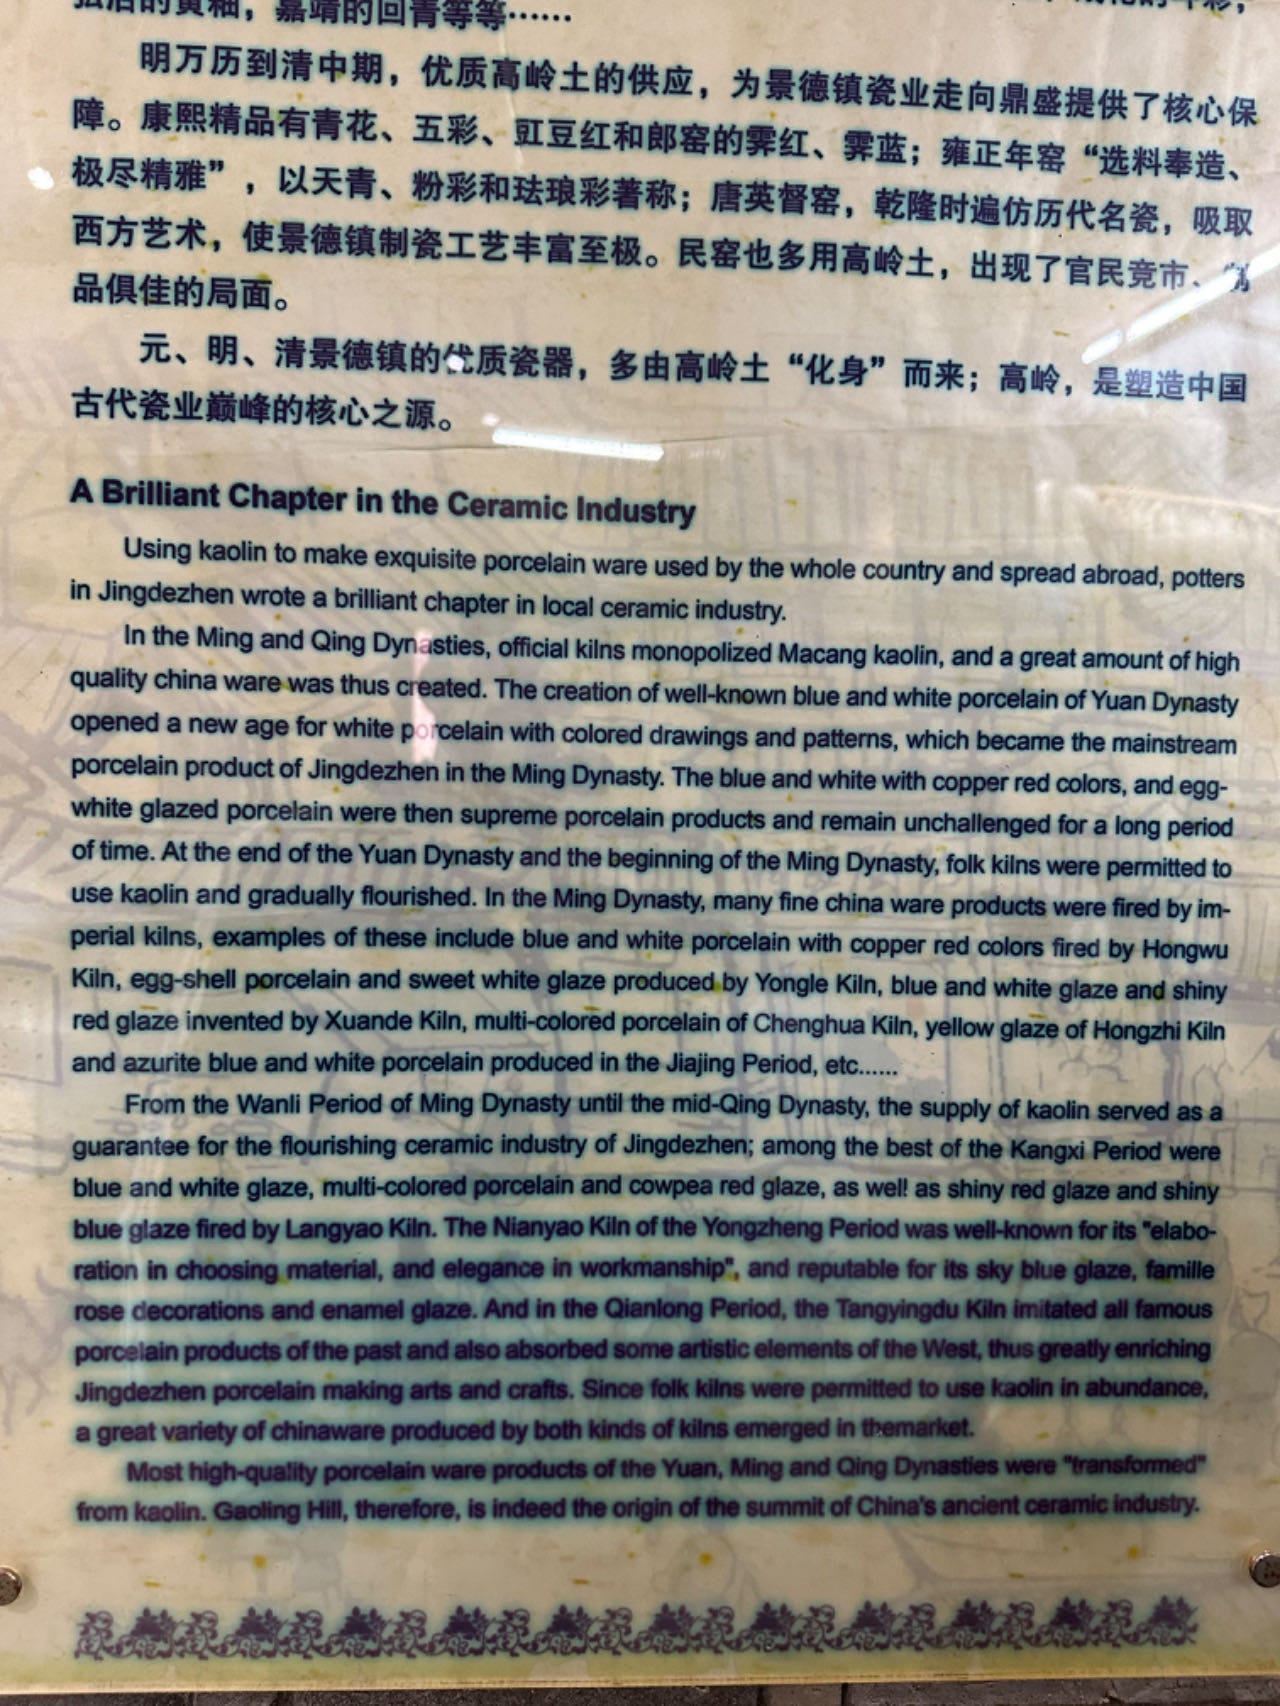 弘治的黄釉，嘉靖的回青等等……
明万历到清中期，优质高岭土的供应，为景德镇瓷业走向鼎盛提供了核心保
障。康熙精品有青花、五彩、豇豆红和郎窑的霁红、霁蓝；雍正年窑“选料奉造、
极尽精雅”，以天青、粉彩和珐琅彩著称；唐英督窑，乾隆时遍仿历代名瓷，吸取
西方艺术，使景德镇制瓷工艺丰富至极。民窑也多用高岭土，出现了官民竞市、
品俱佳的局面。
元、明、清景德镇的优质瓷器，多由高岭土“化身”而来；高岭，是塑造中国
古代瓷业巅峰的核心之源。
A Brilliant Chapter in the Ceramic Industry
Using kaolin to make exquisite porcelain ware used by the whole country and spread abroad, potters
in Jingdezhen wrote a brilliant chapter in local ceramic industry.
In the Ming and Qing Dynasties, official kilns monopolized Macang kaolin, and a great amount of high
quality china ware was thus created. The creation of well-known blue and white porcelain of Yuan Dynasty
opened a new age for white porcelain with colored drawings and patterns, which became the mainstream
porcelain product of Jingdezhen in the Ming Dynasty. The blue and white with copper red colors, and egg-
white glazed porcelain were then supreme porcelain products and remain unchallenged for a long period
of time. At the end of the Yuan Dynasty and the beginning of the Ming Dynasty, folk kilns were permitted to
use kaolin and gradually flourished. In the Ming Dynasty, many fine china ware products were fired by im-
perial kilns, examples of these include blue and white porcelain with copper red colors fired by Hongwu
Kiln, egg-shell porcelain and sweet white glaze produced by Yongle Kiln, blue and white glaze and shiny
red glaze invented by Xuande Kiln, multi-colored porcelain of Chenghua Kiln, yellow glaze of Hongzhi Kiln
and azurite blue and white porcelain produced in the Jiajing Period, etc......
From the Wanli Period of Ming Dynasty until the mid-Qing Dynasty, the supply of kaolin served as a
guarantee for the flourishing ceramic industry of Jingdezhen; among the best of the Kangxi Period were
blue and white glaze, multi-colored porcelain and cowpea red glaze, as well as shiny red glaze and shiny
blue glaze fired by Langyao Kiln. The Nianyao Kiln of the Yongzheng Period was well-known for its "elabo-
ration in choosing material, and elegance in workmanship", and reputable for its sky blue glaze, famille
rose decorations and enamel glaze. And in the Qianlong Period, the Tangyingdu Kiln imitated all famous
porcelain products of the past and also absorbed some artistic elements of the West, thus greatly enriching
Jingdezhen porcelain making arts and crafts. Since folk kilns were permitted to use kaolin in abundance,
a great variety of chinaware produced by both kinds of kilns emerged in themarket.
Most high-quality porcelain ware products of the Yuan, Ming and Qing Dynasties were "transformed"
from kaolin. Gaoling Hill, therefore, is indeed the origin of the summit of China's ancient ceramic industry.